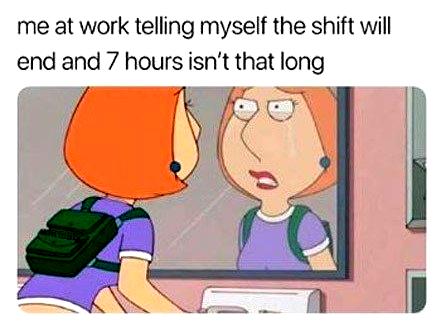 me at work telling myself the shift will
end and 7 hours isn’t that long